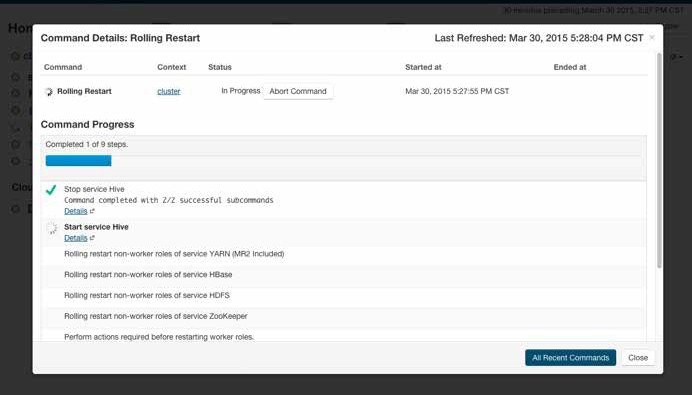 30 minutes preceding March 30 2015, 5:27 PM CST
Command Details: Rolling Restart
Last Refreshed: Mar 30, 2015 5:28:04 PM CST ×
Command Context Status Started at Ended at
Rolling Restart cluster In Progress Abort Command Mar 30, 2015 5:27:55 PM CST
Command Progress
Completed 1 of 9 steps.
Stop service Hive
Command completed with Z/Z successful subcommands
Details
Start service Hive
Details
Rolling restart non-worker roles of service YARN (MR2 Included)
Rolling restart non-worker roles of service HBase
Rolling restart non-worker roles of service HDFS
Rolling restart non-worker roles of service ZooKeeper
Perform actions required before restarting worker roles.
All Recent Commands Close